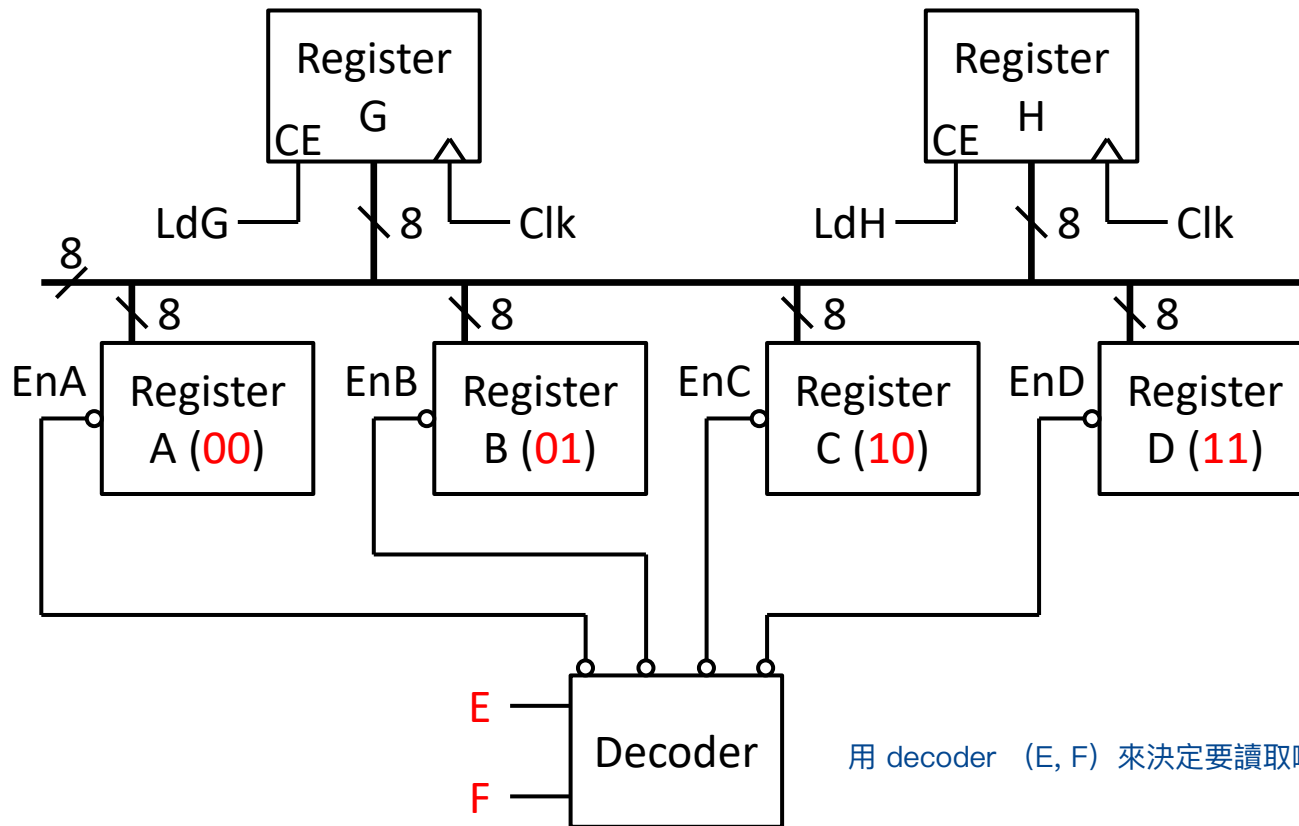 Register
G
CE
LdG
8
Clk
Register
H
CE
LdH
8
Clk
8
8
8
8
8
EnA
Register
A (00)
EnB
Register
B (01)
EnC
Register
C (10)
EnD
Register
D (11)
E
F
Decoder
用 decoder （E, F）來決定要讀取